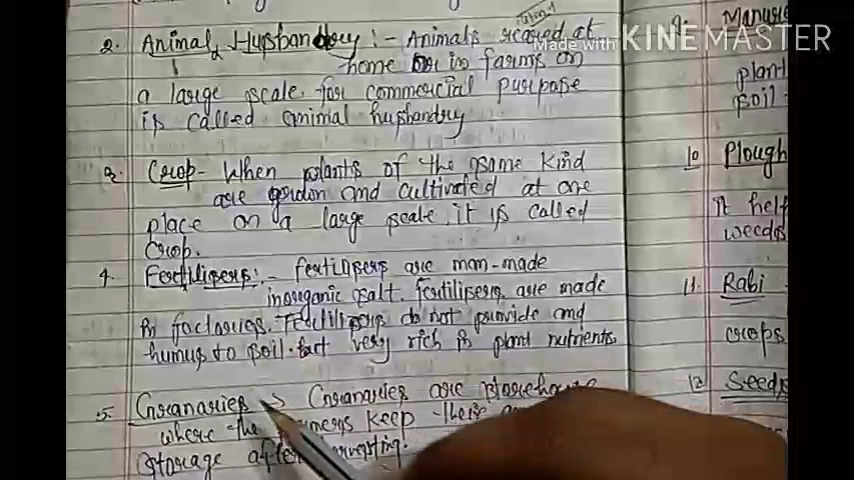 2. Animal Husbandry :- Animals reared at
home or in farms on
a large scale for commercial purpose
is called animal husbandry
3. Crop - When plants of the same kind
are grown and cultivated at one
place on a large scale it is called
Crop.
4. Fertilisers :- fertilisers are man-made
inorganic salt. fertilisers are made
in factories. Fertilisers do not provide and
humus to soil. but very rich in plant nutrients.
5. Granaries → Granaries are storehouse
where the farmers keep their
storage after harvesting.
9. Manure
plant
soil
10 Plough
It help
weeds
11. Rabi
crops
12. Seeds
Made with KINEMASTER